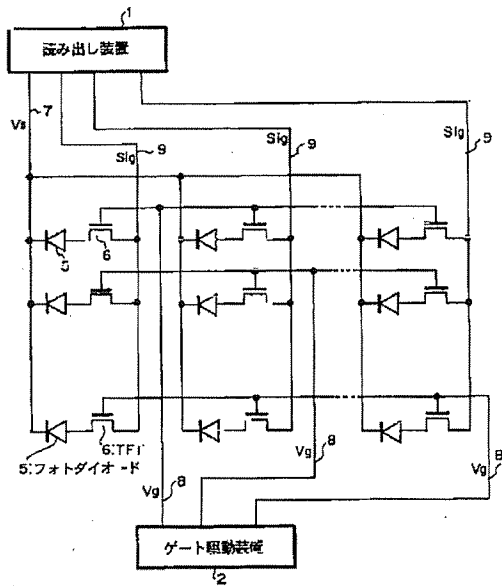 1
読み出し装置
7
Vs
Sig 9
Sig 9
Sig 9
5 6
6:TFT
5:フォトダイオード
Vg 8
Vg 8
Vg 8
ゲート駆動装置
2